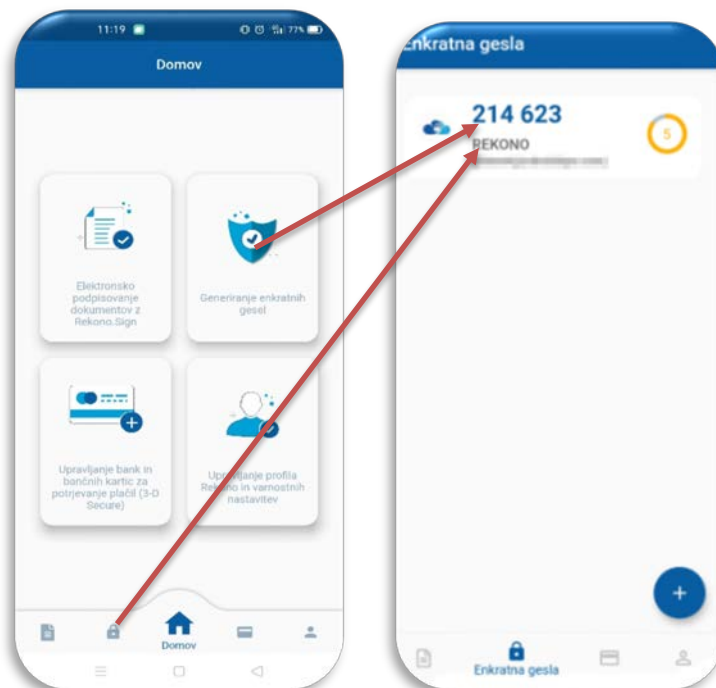 11:19
77%
Domov
Elektronsko
podpisovanje
dokumentov z
Rekono.Sign
Generiranje enkratnih
gesel
Upravljanje bank in
bančnih kartic za
potrjevanje plačil (3-D
Secure)
Upravljanje profila
Rekono in varnostnih
nastavitev
Domov
Enkratna gesla
214 623
REKONO
5
Enkratna gesla